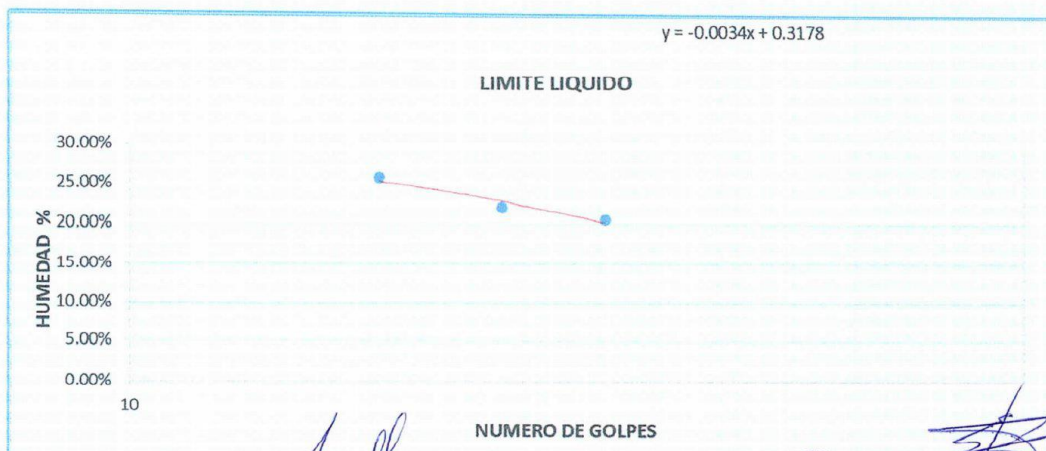 y = -0.0034x + 0.3178
LIMITE LIQUIDO
30.00%
25.00%
20.00%
15.00%
10.00%
5.00%
0.00%
HUMEDAD %
10
NUMERO DE GOLPES